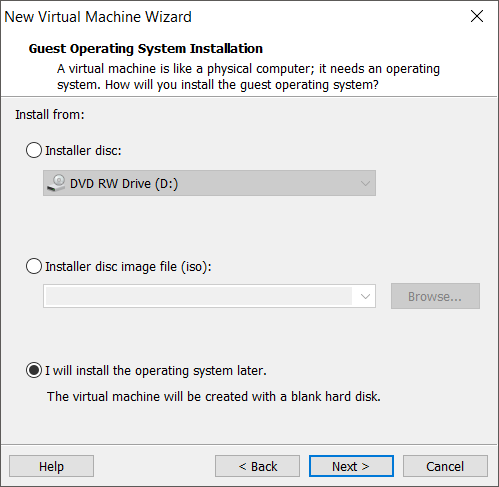 New Virtual Machine Wizard
Guest Operating System Installation
A virtual machine is like a physical computer; it needs an operating
system. How will you install the guest operating system?
Install from:
Installer disc:
DVD RW Drive (D:)
Installer disc image file (iso):
Browse...
I will install the operating system later.
The virtual machine will be created with a blank hard disk.
Help
< Back
Next >
Cancel